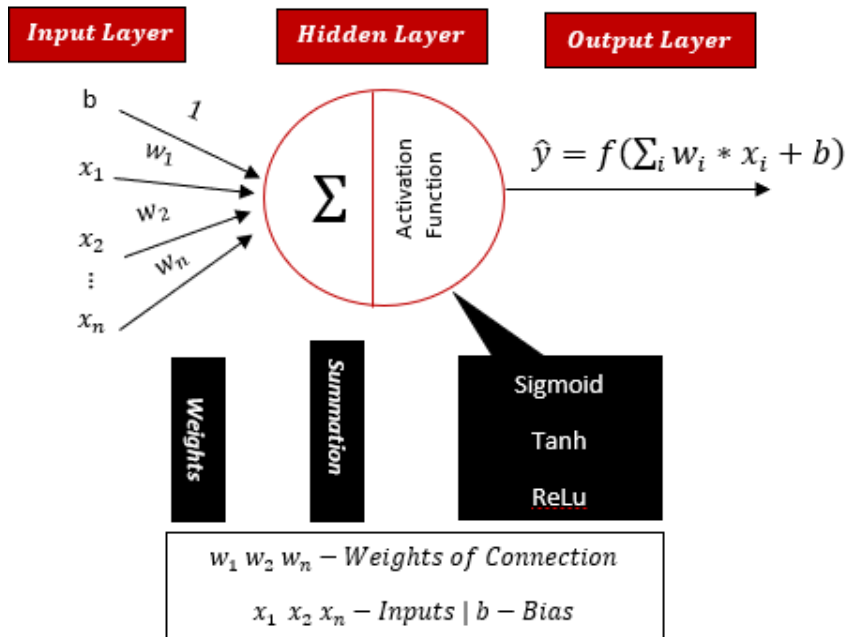 Input Layer
Hidden Layer
Output Layer
b
1
w₁
x₁
w₂
x₂
wₙ
⋮
xₙ
Σ
Activation
Function
ŷ = f(∑ᵢ wᵢ * xᵢ + b)
Weights
Summation
Sigmoid
Tanh
ReLu
w₁ w₂ wₙ − Weights of Connection
x₁ x₂ xₙ − Inputs | b − Bias